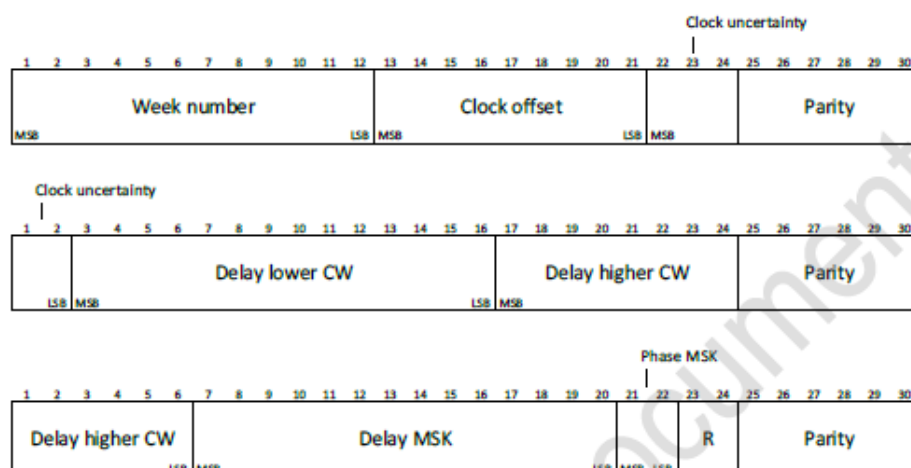 Clock uncertainty
1 2 3 4 5 6 7 8 9 10 11 12 13 14 15 16 17 18 19 20 21 22 23 24 25 26 27 28 29 30
Week number Clock offset Parity
MSB LSB MSB LSB MSB
Clock uncertainty
1 2 3 4 5 6 7 8 9 10 11 12 13 14 15 16 17 18 19 20 21 22 23 24 25 26 27 28 29 30
Delay lower CW Delay higher CW Parity
LSB MSB LSB MSB
Phase MSK
1 2 3 4 5 6 7 8 9 10 11 12 13 14 15 16 17 18 19 20 21 22 23 24 25 26 27 28 29 30
Delay higher CW Delay MSK R Parity
LSB MSB LSB MSB LSB
ocument